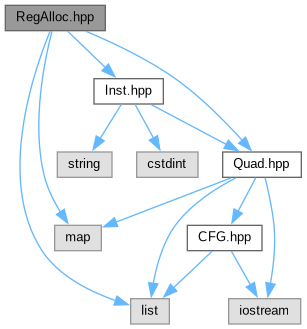 RegAlloc.hpp
Inst.hpp
string
cstdint
Quad.hpp
map
CFG.hpp
list
iostream